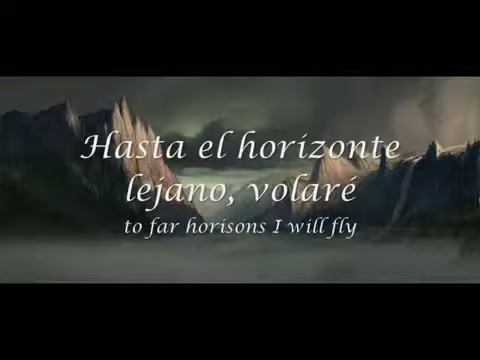 Hasta el horizonte
lejano, volaré
to far horisons I will fly